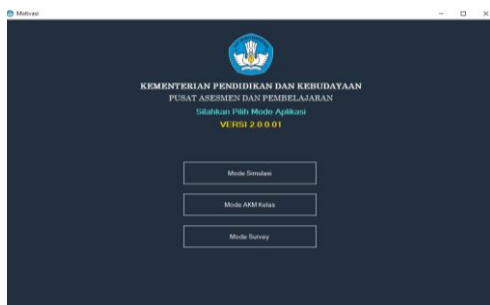 Motivasi
KEMENTERIAN PENDIDIKAN DAN KEBUDAYAAN
PUSAT ASESMEN DAN PEMBELAJARAN
Silahkan Pilih Mode Aplikasi
VERSI 2.0.0.01
Mode Simulasi
Mode AKM Kelas
Mode Survey